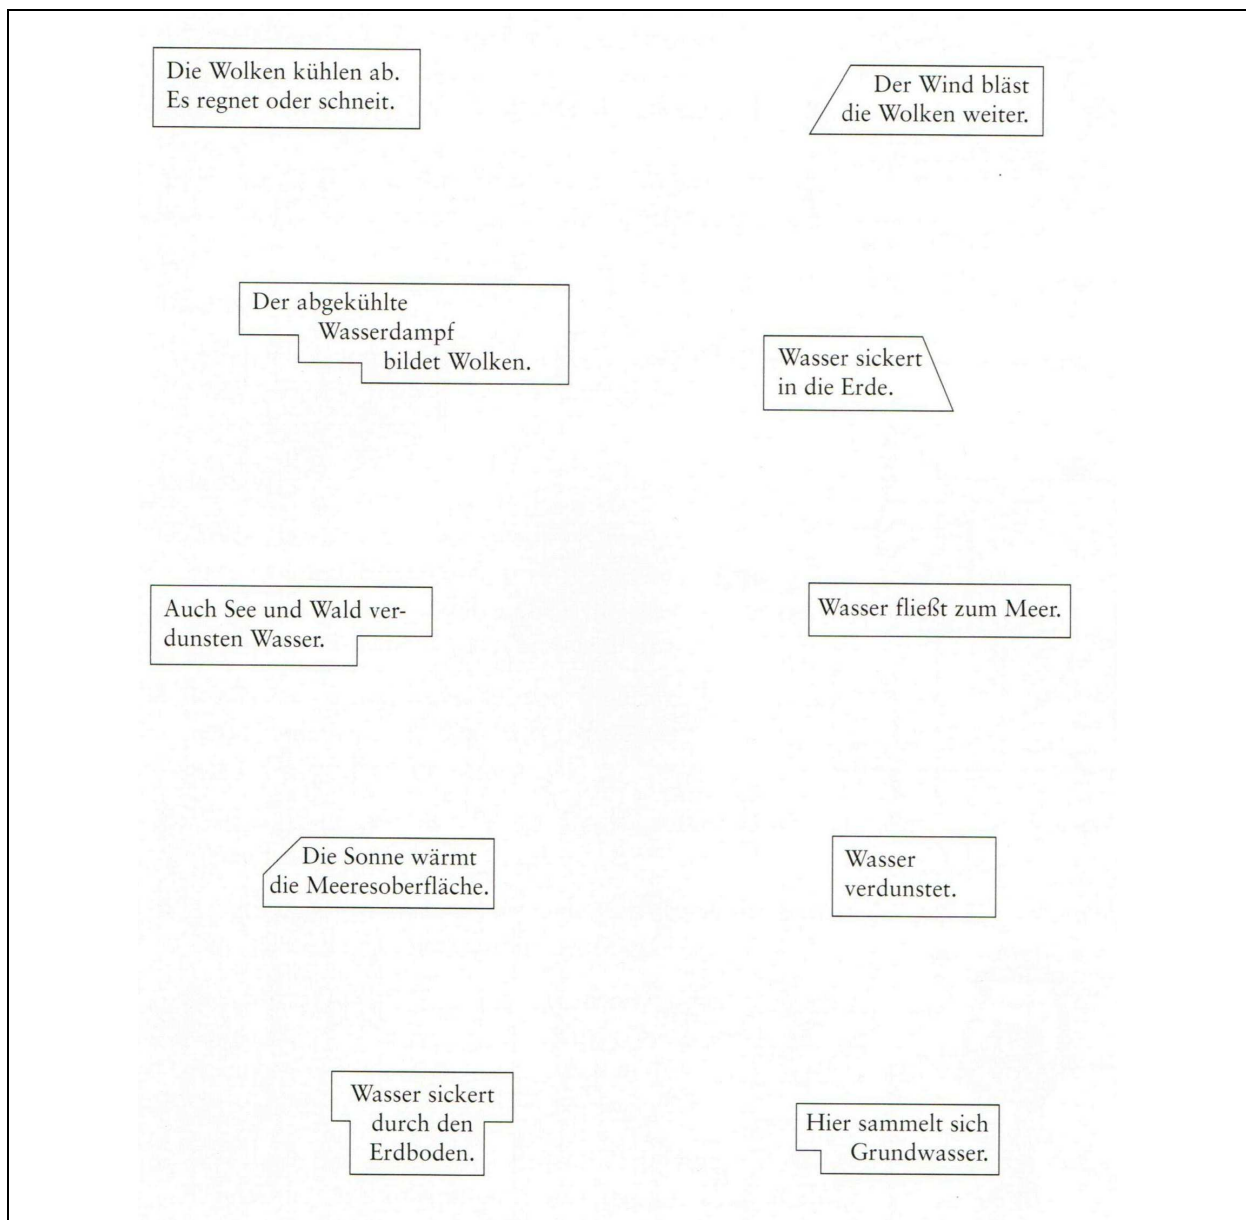 Die Wolken kühlen ab.
Es regnet oder schneit.
Der Wind bläst
die Wolken weiter.
Der abgekühlte
Wasserdampf
bildet Wolken.
Wasser sickert
in die Erde.
Auch See und Wald ver-
dunsten Wasser.
Wasser fließt zum Meer.
Die Sonne wärmt
die Meeresoberfläche.
Wasser
verdunstet.
Wasser sickert
durch den
Erdboden.
Hier sammelt sich
Grundwasser.